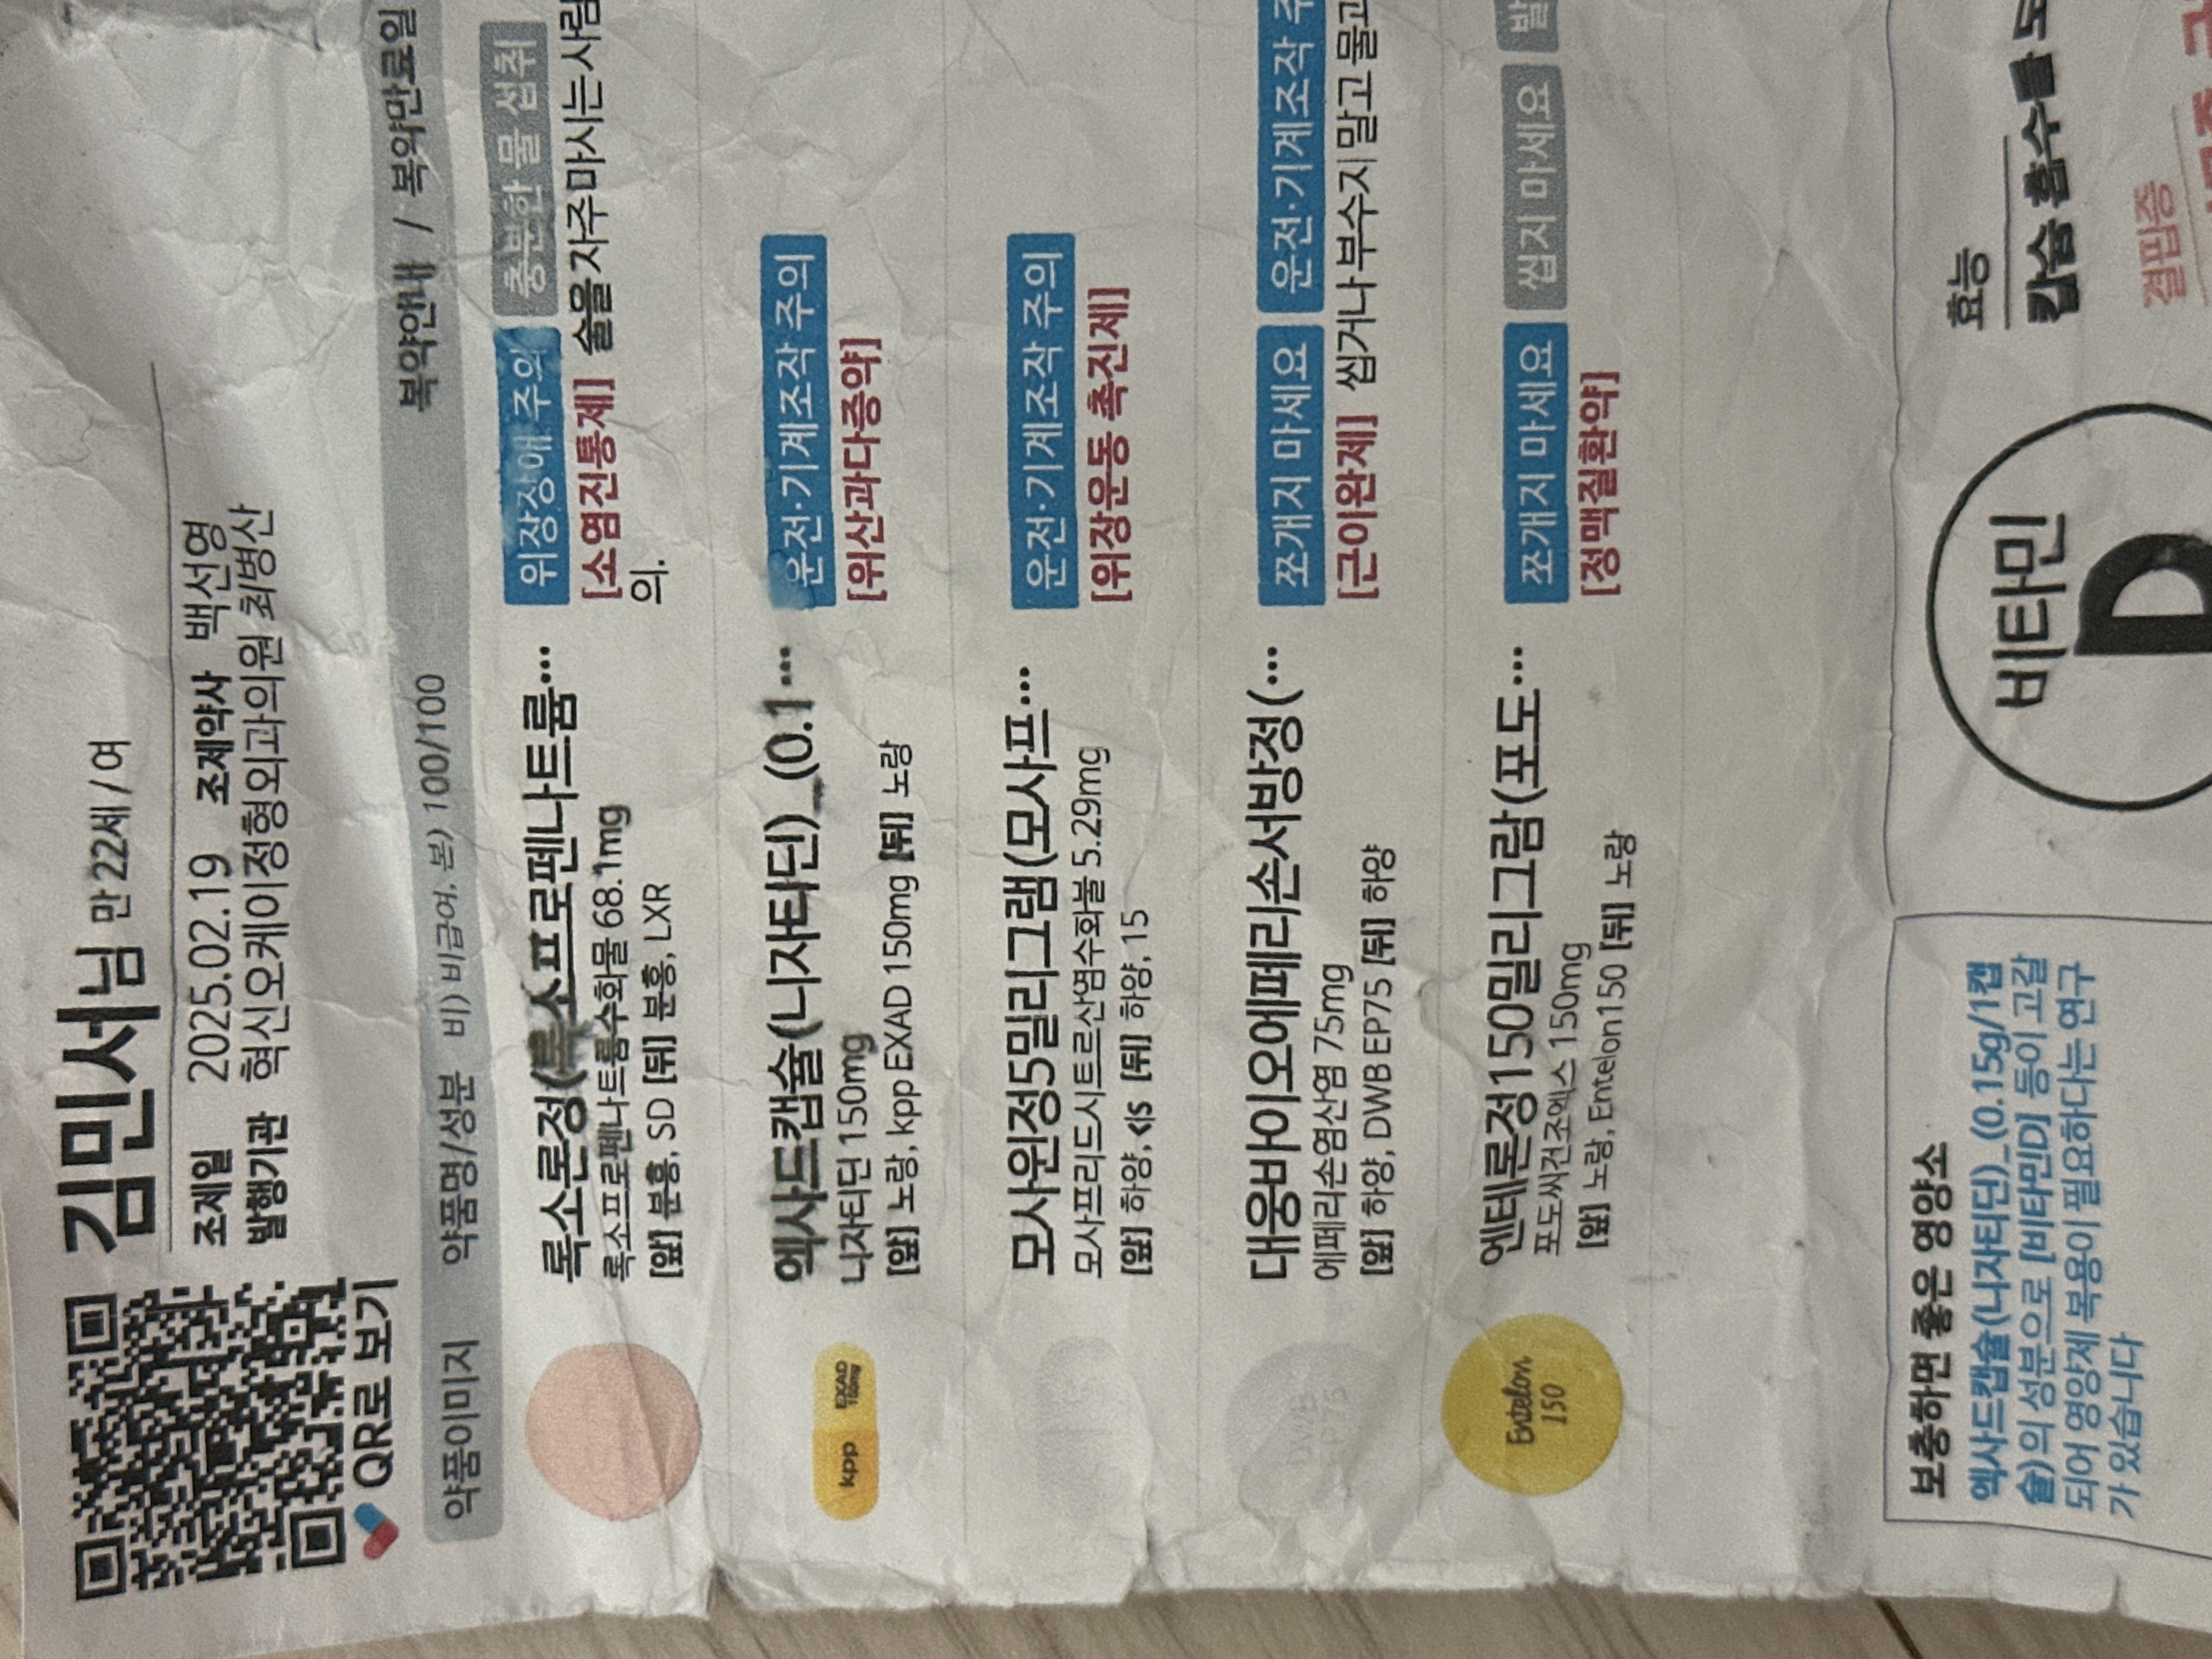 김민서님 만 22세/여
QR로 보기
조제일 2025.02.19 조제약사 백선영
발행기관 혁신오케이정형외과의원 최병산
약품이미지 약품명/성분 비) 비급여, 본) 100/100 복약안내 / 복약만료일
록소론정(록소프로펜나트륨…
록소프로펜나트륨수화물 68.1mg
[앞] 분홍, SD [뒤] 분홍, LXR
위장장애 주의 충분한 물 섭취
[소염진통제] 술을 자주 마시는 사람
의.
kpp EXAD 150mg
엑사드캡슐(니자티딘)_(0.1…
니자티딘 150mg
[앞] 노랑, kpp EXAD 150mg [뒤] 노랑
운전·기계조작 주의
[위산과다증약]
모사원정5밀리그램(모사프…
모사프리드시트르산염수화물 5.29mg
[앞] 하양, [뒤] 하양, 15
운전·기계조작 주의
[위장운동 촉진제]
DWB EP75
대웅바이오에페리손서방정(…
에페리손염산염 75mg
[앞] 하양, DWB EP75 [뒤] 하양
쪼개지 마세요 운전·기계조작 주
[근이완제] 씹거나 부수지 말고 물과
Entelon 150
엔테론정150밀리그람(포도…
포도씨건조엑스 150mg
[앞] 노랑, Entelon150 [뒤] 노랑
쪼개지 마세요 씹지 마세요
[정맥질환약]
보충하면 좋은 영양소
엑사드캡슐(니자티딘)_(0.15g/1캡
슐)의 성분으로 [비타민D] 등이 고갈
되어 영양제 복용이 필요하다는 연구
가 있습니다
비타민
D
효능
칼슘 흡수를
결핍증